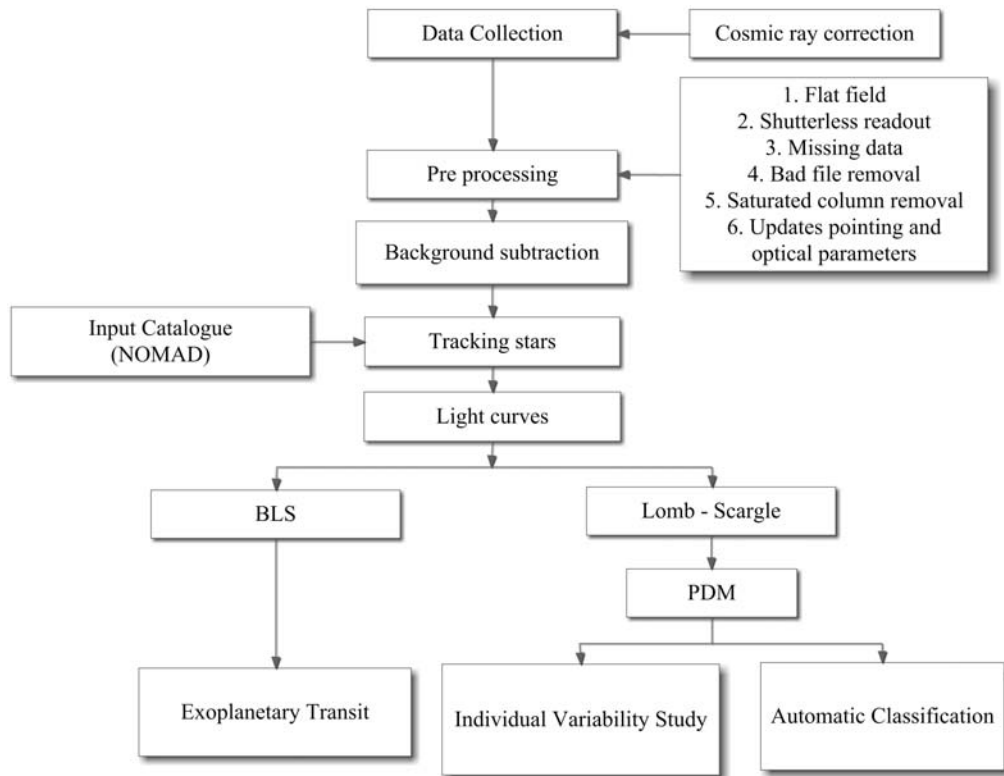 Data Collection
Cosmic ray correction
1. Flat field
2. Shutterless readout
3. Missing data
4. Bad file removal
5. Saturated column removal
6. Updates pointing and
optical parameters
Pre processing
Background subtraction
Input Catalogue
(NOMAD)
Tracking stars
Light curves
BLS
Lomb - Scargle
PDM
Exoplanetary Transit
Individual Variability Study
Automatic Classification